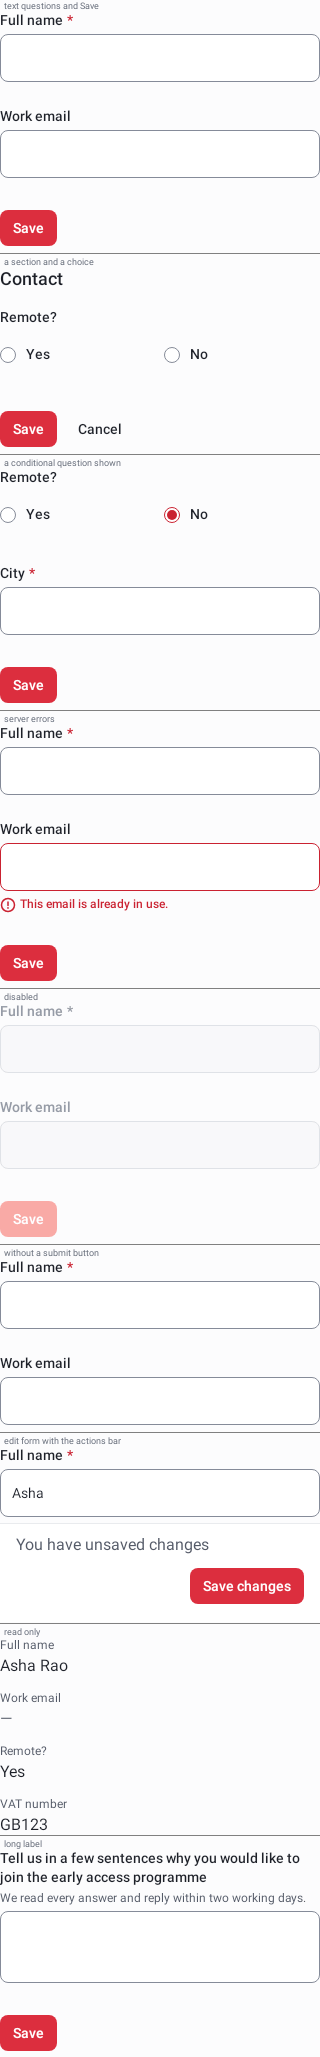 text questions and Save
Full name *
Work email
Save
a section and a choice
Contact
Remote?
Yes No
Save Cancel
a conditional question shown
Remote?
Yes No
City *
Save
server errors
Full name *
Work email
This email is already in use.
Save
disabled
Full name *
Work email
Save
without a submit button
Full name *
Work email
edit form with the actions bar
Full name *
Asha
You have unsaved changes
Save changes
read only
Full name
Asha Rao
Work email
—
Remote?
Yes
VAT number
GB123
long label
Tell us in a few sentences why you would like to
join the early access programme
We read every answer and reply within two working days.
Save